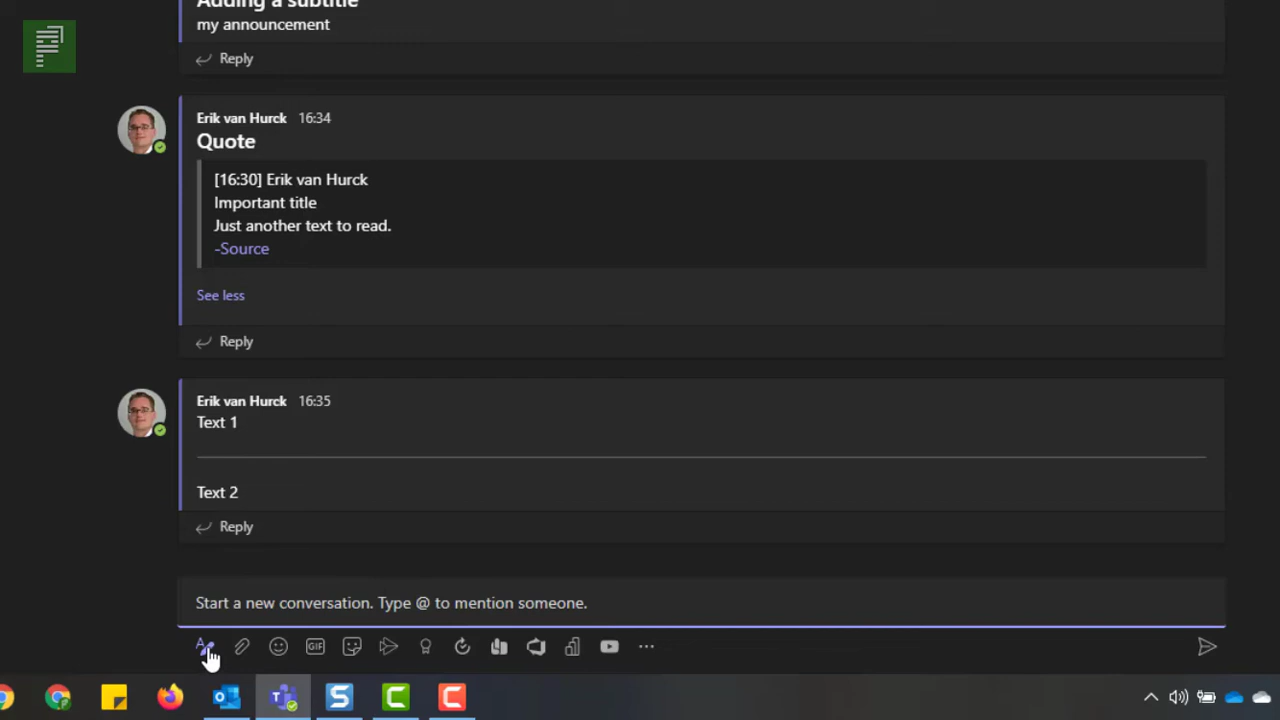 Adding a subtitle
my announcement
Reply
Erik van Hurck 16:34
Quote
[16:30] Erik van Hurck
Important title
Just another text to read.
-Source
See less
Reply
Erik van Hurck 16:35
Text 1
Text 2
Reply
Start a new conversation. Type @ to mention someone.
GIF